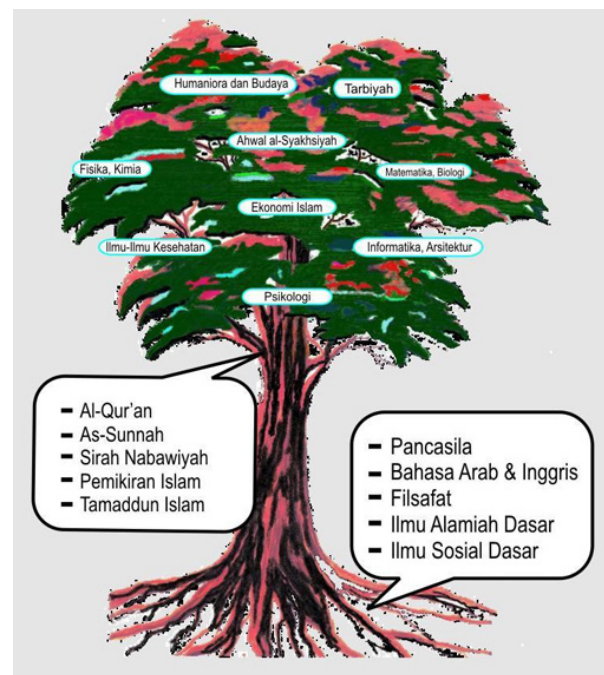 Humaniora dan Budaya
Tarbiyah
Ahwal al-Syakhsiyah
Fisika, Kimia
Matematika, Biologi
Ekonomi Islam
Ilmu-Ilmu Kesehatan
Informatika, Arsitektur
Psikologi
- Al-Qur'an
- As-Sunnah
- Sirah Nabawiyah
- Pemikiran Islam
- Tamaddun Islam
- Pancasila
- Bahasa Arab & Inggris
- Filsafat
- Ilmu Alamiah Dasar
- Ilmu Sosial Dasar